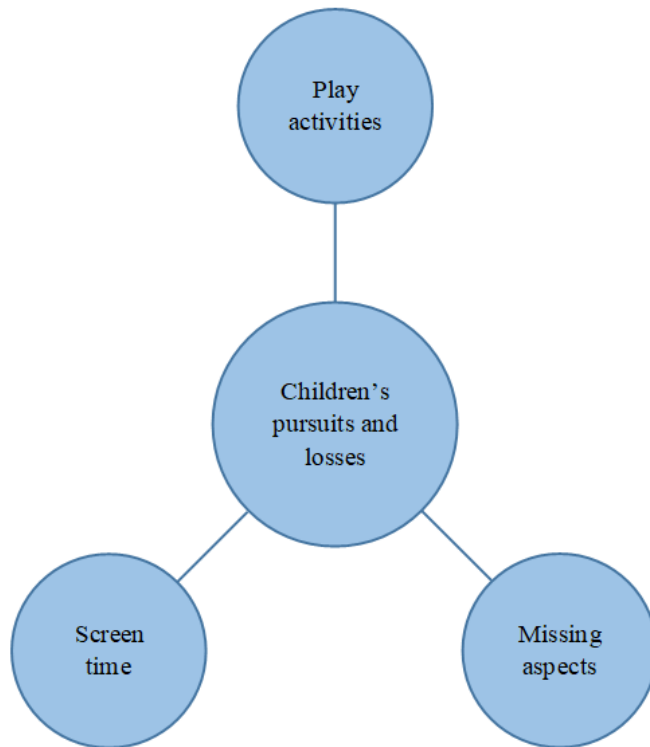 Play
activities
Children’s
pursuits and
losses
Screen
time
Missing
aspects